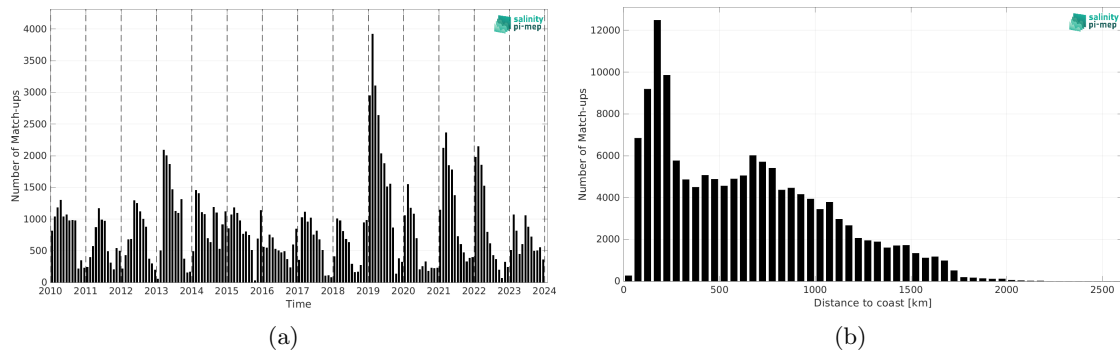 salinity
pi-mep
4000
3500
3000
2500
2000
1500
1000
500
0
Number of Match-ups
2010 2011 2012 2013 2014 2015 2016 2017 2018 2019 2020 2021 2022 2023 2024
Time
(a)
salinity
pi-mep
12000
10000
8000
6000
4000
2000
0
Number of Match-ups
0 500 1000 1500 2000 2500
Distance to coast [km]
(b)